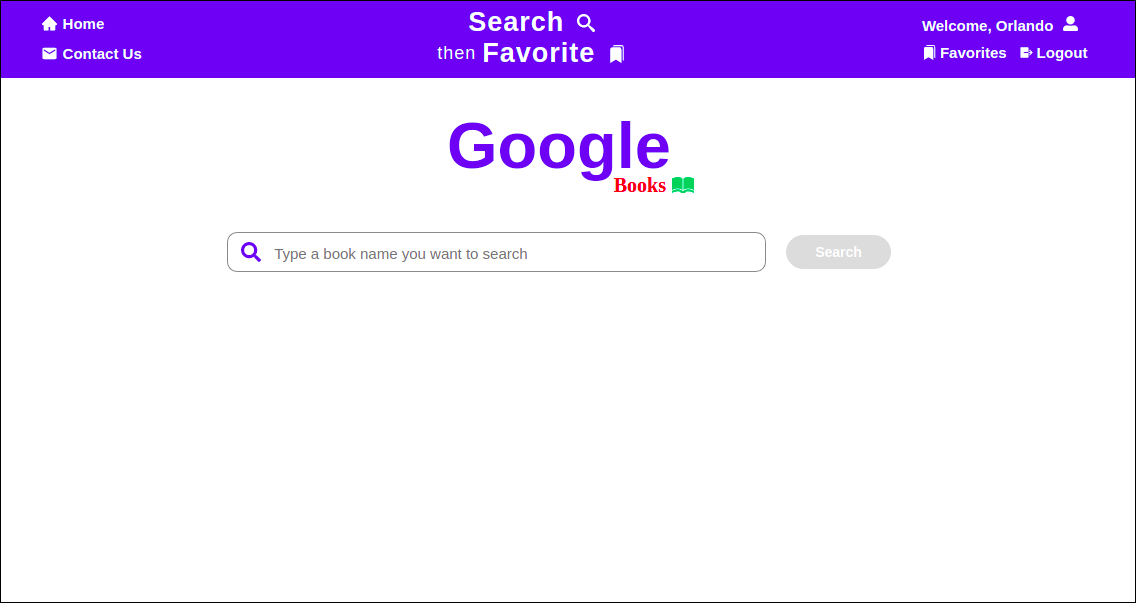 Home
Contact Us
Search
then Favorite
Welcome, Orlando
Favorites Logout
Google
Books
Type a book name you want to search
Search